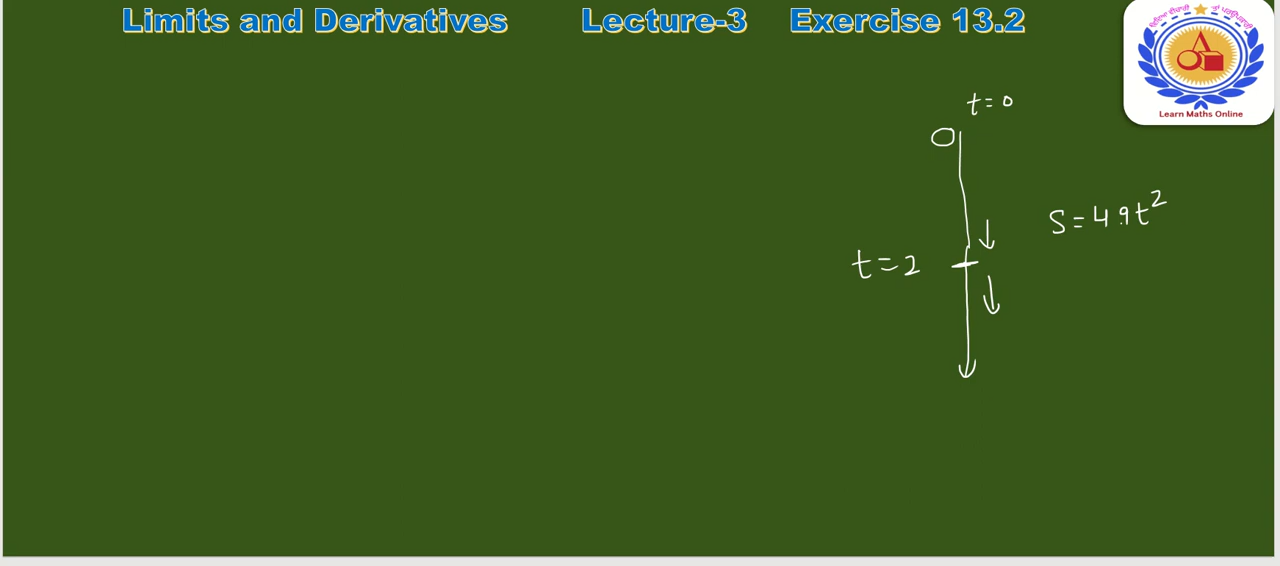 Limits and Derivatives Lecture-3 Exercise 13.2
Learn Maths Online
t = 0
S = 4.9t²
t = 2